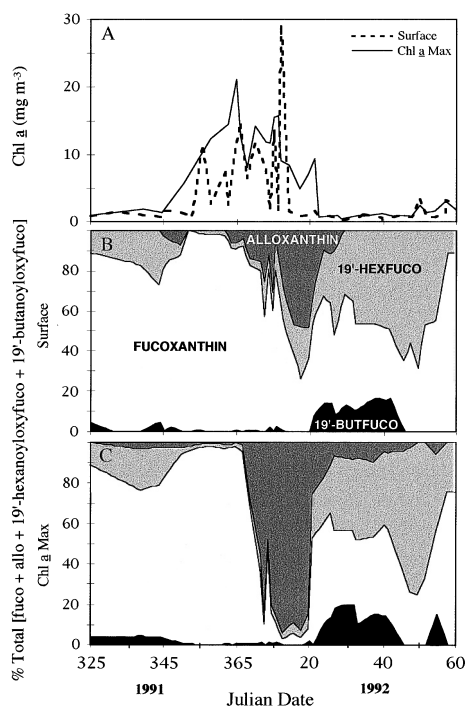 A
Surface
Chl a Max
Chl a (mg m-3)
30
20
10
0
B
ALLOXANTHIN
19'-HEXFUCO
FUCOXANTHIN
19'-BUTFUCO
% Total [fuco + allo + 19'-hexanoyloxyfuco + 19'-butanoyloxyfuco]
Surface
80
60
40
20
0
C
Chl a Max
80
60
40
20
0
325 345 365 20 40 60
1991 1992
Julian Date